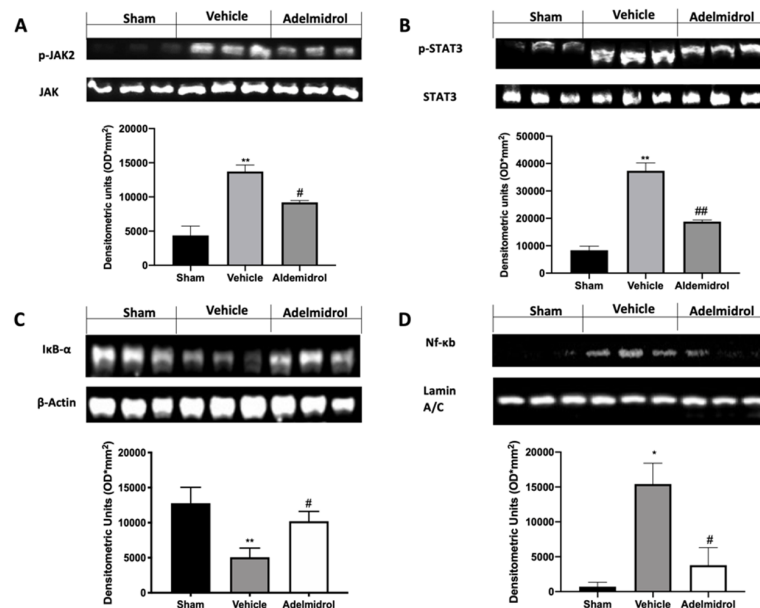 A
Sham
Vehicle
Adelmidrol
p-JAK2
JAK
Densitometric units (OD*mm²)
20000
15000
10000
5000
0
**
#
Sham
Vehicle
Aldemidrol
B
Sham
Vehicle
Adelmidrol
p-STAT3
STAT3
Densitometric units (OD*mm²)
50000
40000
30000
20000
10000
0
**
##
Sham
Vehicle
Aldemidrol
C
Sham
Vehicle
Adelmidrol
IκB-α
β-Actin
Densitometric Units (OD*mm²)
20000
15000
10000
5000
0
**
#
Sham
Vehicle
Adelmidrol
D
Sham
Vehicle
Adelmidrol
Nf-κb
Lamin
A/C
Densitometric Units (OD*mm²)
20000
15000
10000
5000
0
*
#
Sham
Vehicle
Adelmidrol